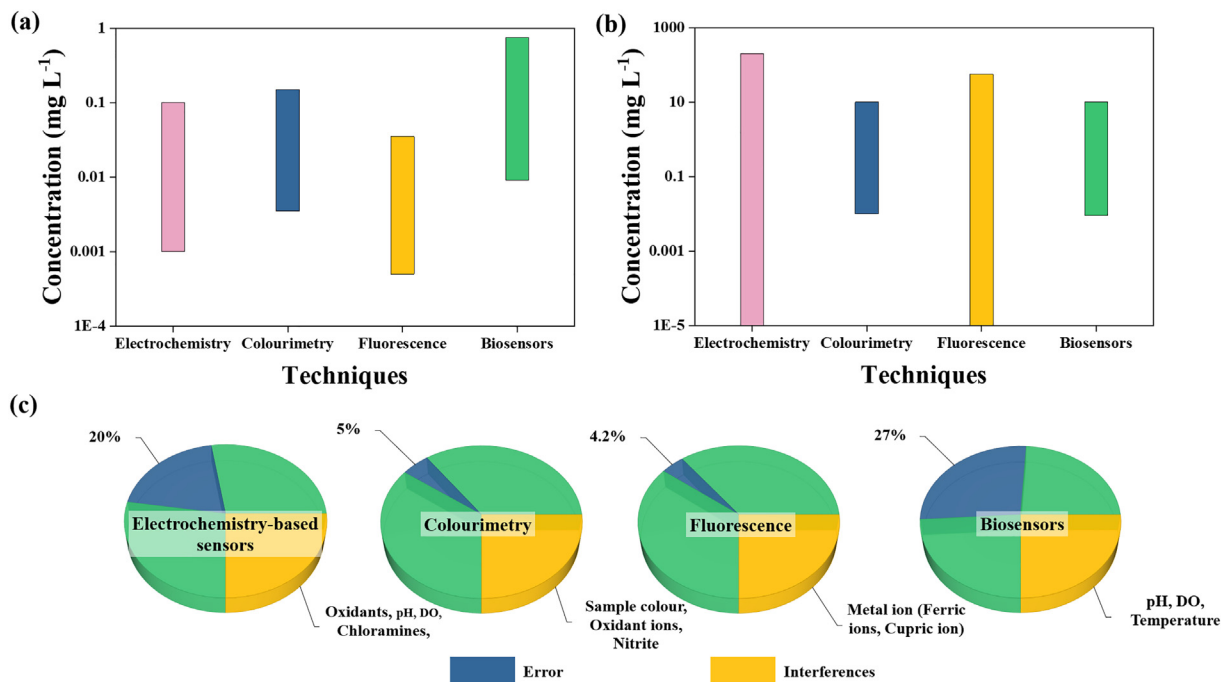 (a)
Concentration (mg L⁻¹)
1
0.1
0.01
0.001
1E-4
Electrochemistry Colourimetry Fluorescence Biosensors
Techniques
(b)
Concentration (mg L⁻¹)
1000
10
0.1
0.001
1E-5
Electrochemistry Colourimetry Fluorescence Biosensors
Techniques
(c)
20%
Electrochemistry-based
sensors
Oxidants, pH, DO,
Chloramines,
5%
Colourimetry
Sample colour,
Oxidant ions,
Nitrite
4.2%
Fluorescence
Metal ion (Ferric
ions, Cupric ion)
27%
Biosensors
pH, DO,
Temperature
Error
Interferences